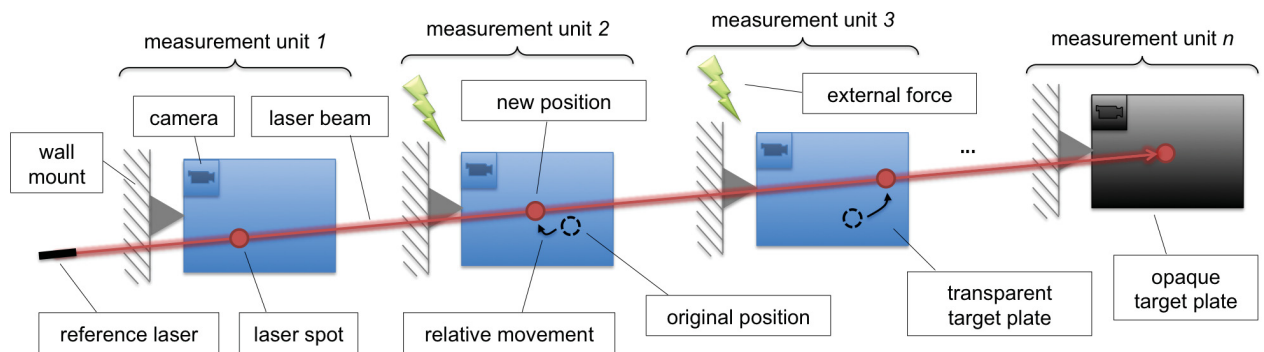 measurement unit 1
measurement unit 2
measurement unit 3
measurement unit n
camera
laser beam
new position
external force
wall
mount
...
reference laser
laser spot
relative movement
original position
transparent
target plate
opaque
target plate